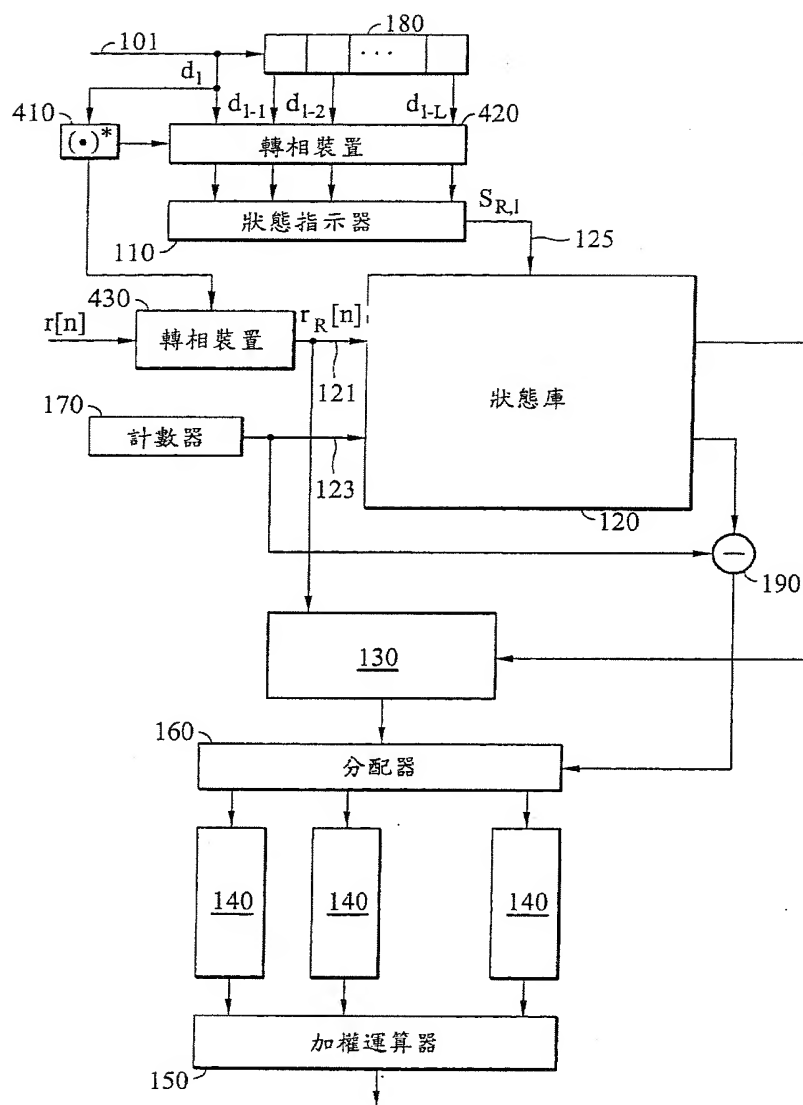 180
101
...
d_l
d_{l-1}
d_{l-2}
d_{l-L}
410
420
(•)*
轉相裝置
狀態指示器
S_{R,l}
110
125
430
r[n]
轉相裝置
r_R[n]
121
狀態庫
170
計數器
123
120
−
190
130
160
分配器
140
140
140
加權運算器
150